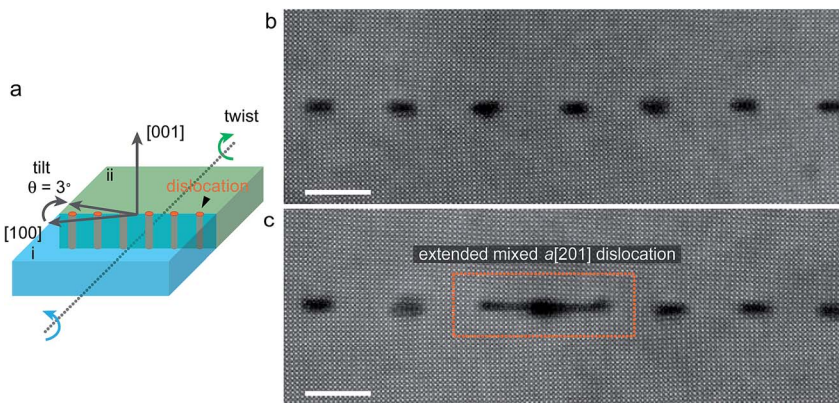 a
[001]
twist
tilt
θ = 3°
ii
dislocation
[100]
i
b
c
extended mixed a[201] dislocation